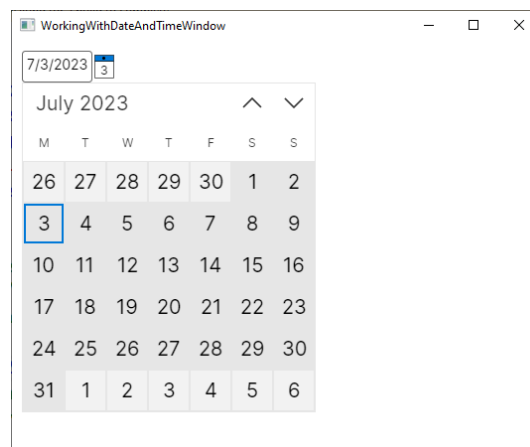 WorkingWithDateAndTimeWindow
7/3/2023 3
July 2023
M T W T F S S
26 27 28 29 30 1 2
3 4 5 6 7 8 9
10 11 12 13 14 15 16
17 18 19 20 21 22 23
24 25 26 27 28 29 30
31 1 2 3 4 5 6